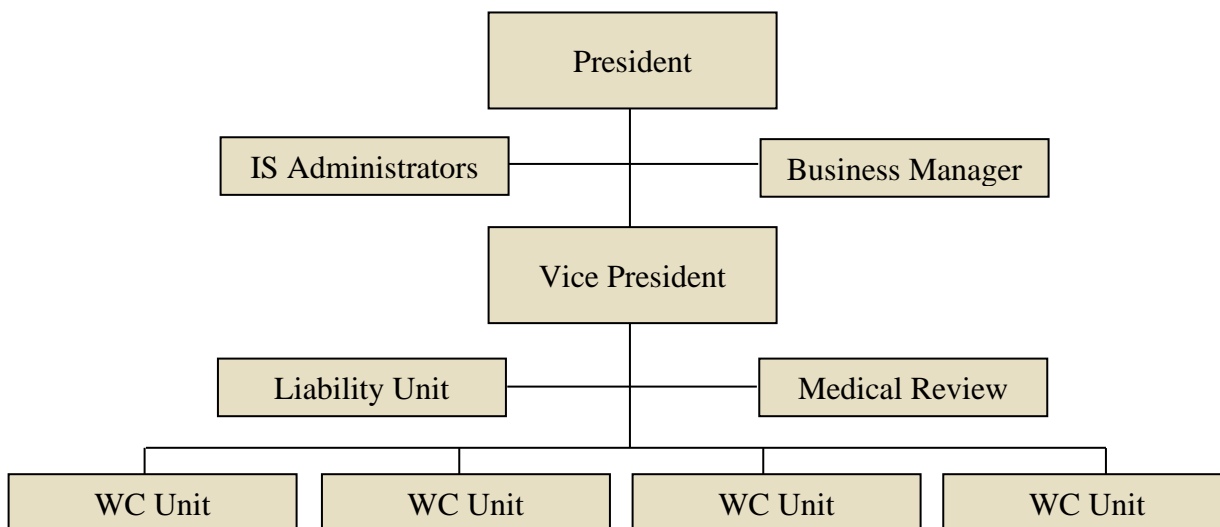 President
IS Administrators
Business Manager
Vice President
Liability Unit
Medical Review
WC Unit
WC Unit
WC Unit
WC Unit